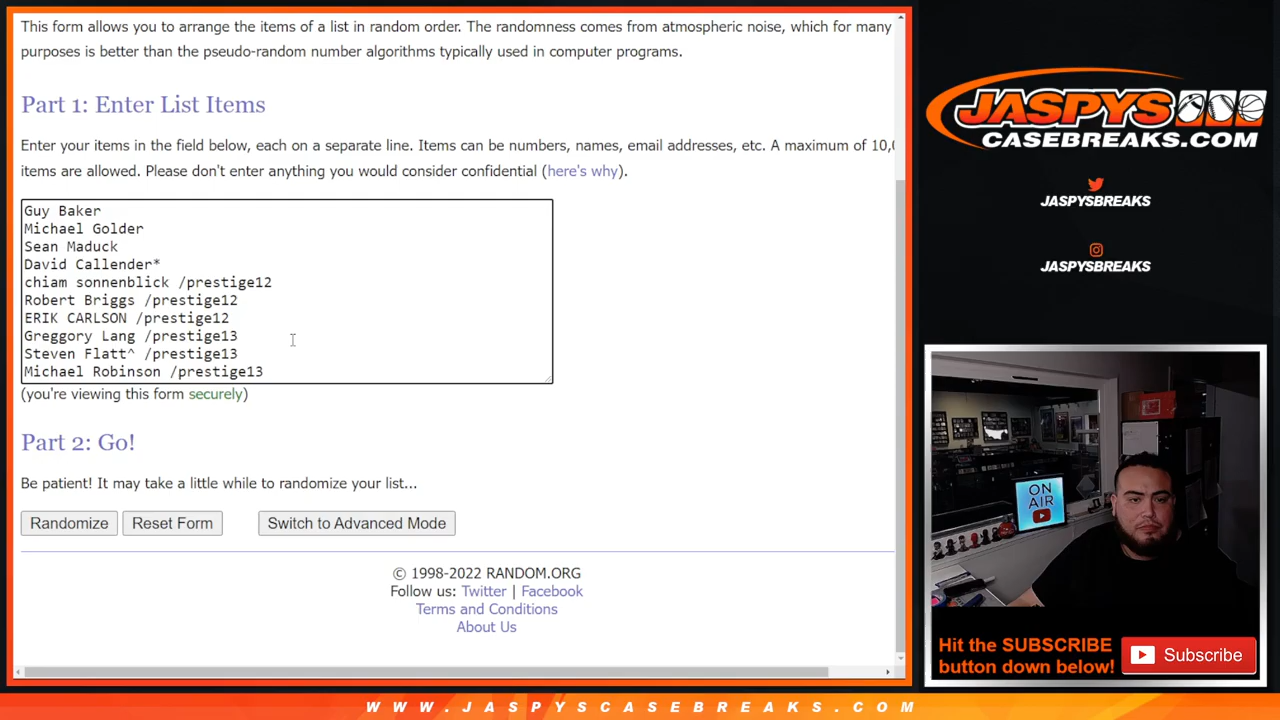 This form allows you to arrange the items of a list in random order. The randomness comes from atmospheric noise, which for many
purposes is better than the pseudo-random number algorithms typically used in computer programs.
Part 1: Enter List Items
Enter your items in the field below, each on a separate line. Items can be numbers, names, email addresses, etc. A maximum of 10,0
items are allowed. Please don't enter anything you would consider confidential (here's why).
Guy Baker
Michael Golder
Sean Maduck
David Callender*
chiam sonnenblick /prestige12
Robert Briggs /prestige12
ERIK CARLSON /prestige12
Greggory Lang /prestige13
Steven Flatt^ /prestige13
Michael Robinson /prestige13
(you're viewing this form securely)
Part 2: Go!
Be patient! It may take a little while to randomize your list...
Randomize Reset Form Switch to Advanced Mode
© 1998-2022 RANDOM.ORG
Follow us: Twitter | Facebook
Terms and Conditions
About Us
JASPYS
CASEBREAKS.COM
JASPYSBREAKS
JASPYSBREAKS
ON
AIR
Hit the SUBSCRIBE
button down below!
Subscribe
WWW.JASPYSCASEBREAKS.COM